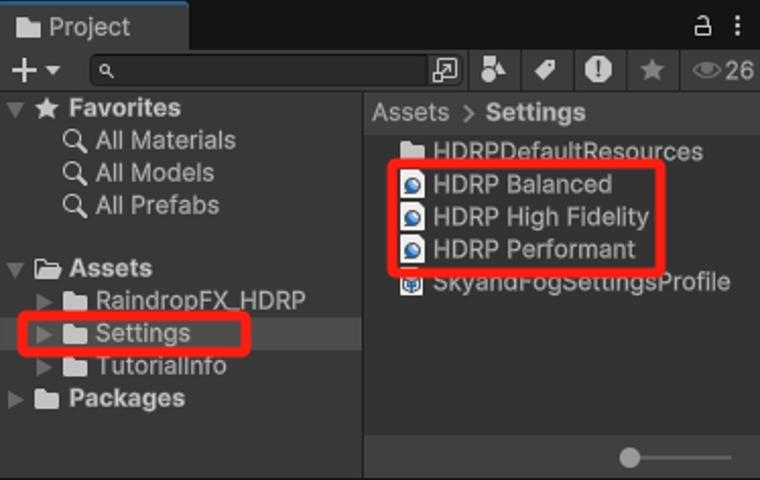 Project
26
Favorites
All Materials
All Models
All Prefabs
Assets
RaindropFX_HDRP
Settings
TutorialInfo
Packages
Assets > Settings
HDRPDefaultResources
HDRP Balanced
HDRP High Fidelity
HDRP Performant
SkyandFogSettingsProfile